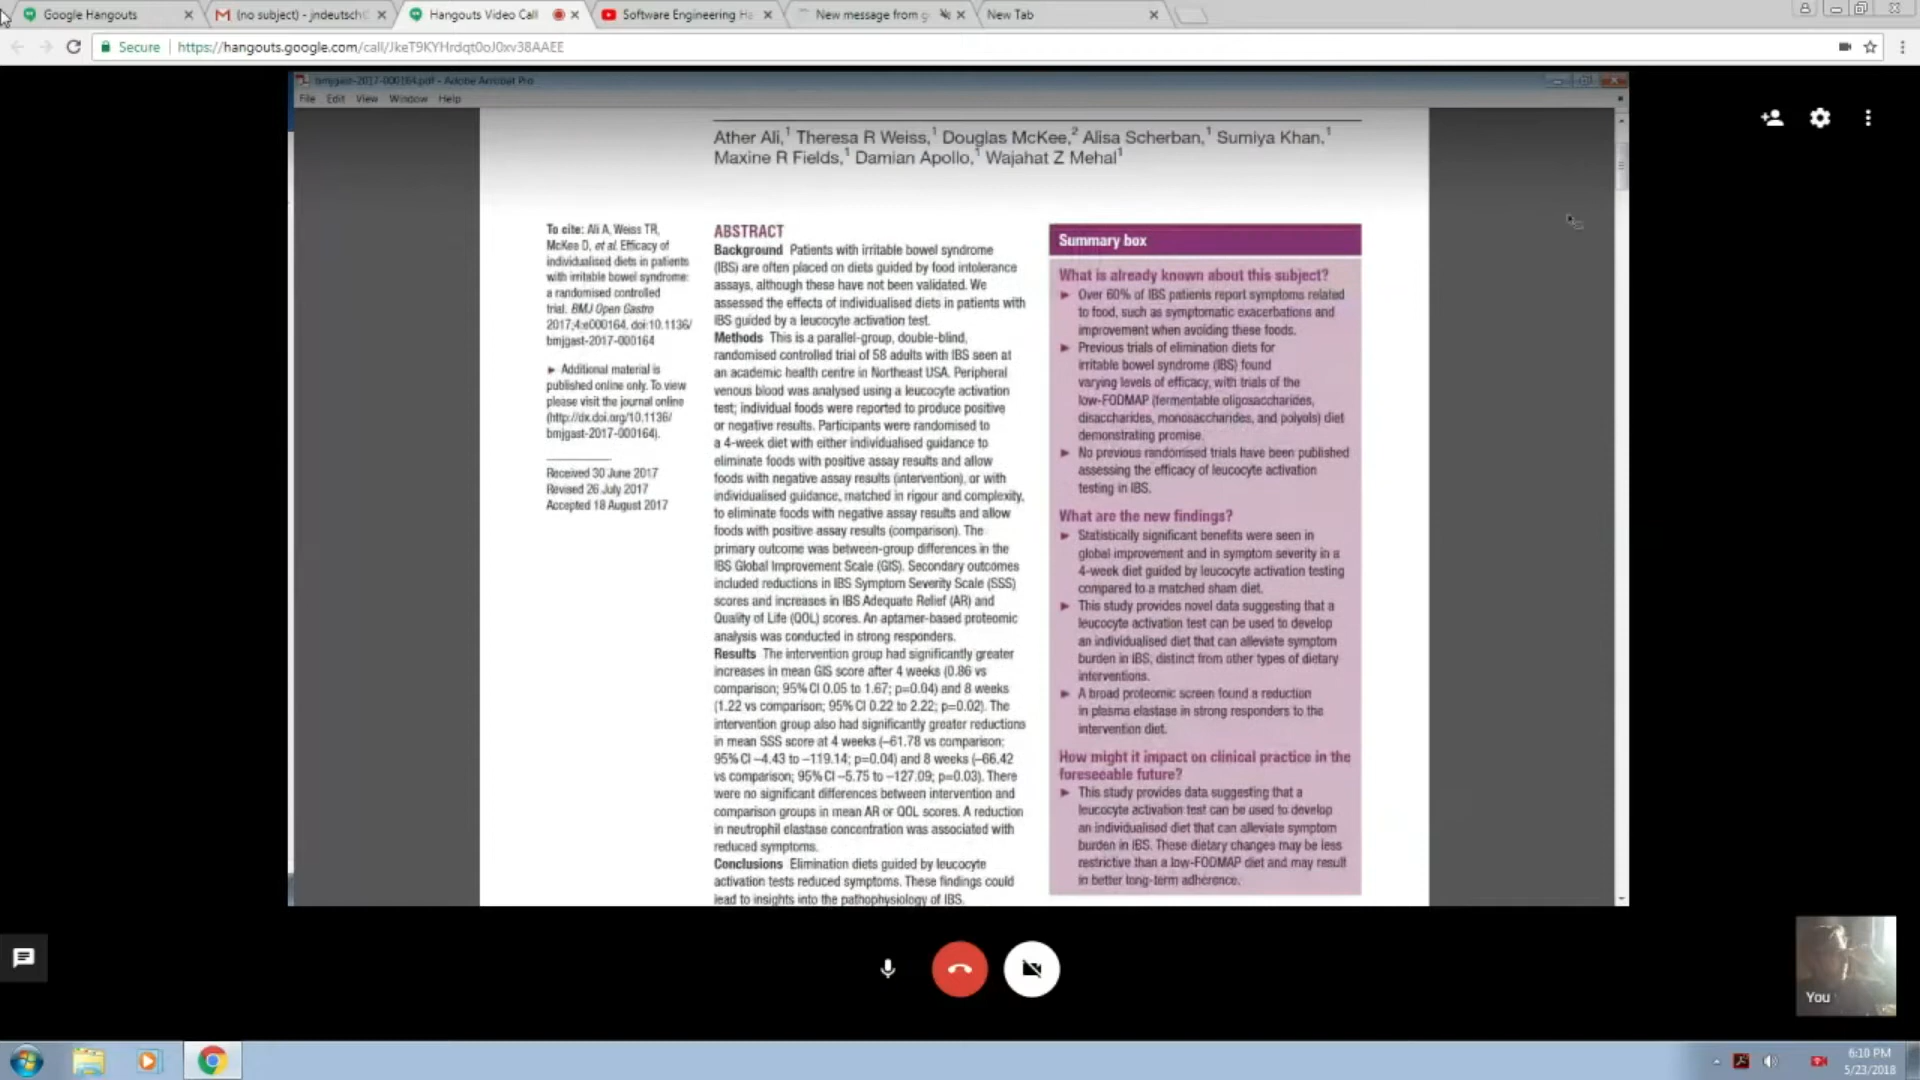 Google Hangouts
(no subject) - jndeutsch
Hangouts Video Call
Software Engineering Ha
New message from g
New Tab
Secure
https://hangouts.google.com/call/JkeT9KYHrdqt0oJ0xv38AAEE
bmjgast-2017-000164.pdf - Adobe Acrobat Pro
File Edit View Window Help
Ather Ali,1 Theresa R Weiss,1 Douglas McKee,2 Alisa Scherban,1 Sumiya Khan,1
Maxine R Fields,1 Damian Apollo,1 Wajahat Z Mehal1
To cite: Ali A, Weiss TR,
McKee D, et al. Efficacy of
individualised diets in patients
with irritable bowel syndrome:
a randomised controlled
trial. BMJ Open Gastro
2017;4:e000164. doi:10.1136/
bmjgast-2017-000164
► Additional material is
published online only. To view
please visit the journal online
(http://dx.doi.org/10.1136/
bmjgast-2017-000164).
Received 30 June 2017
Revised 26 July 2017
Accepted 18 August 2017
ABSTRACT
Background Patients with irritable bowel syndrome
(IBS) are often placed on diets guided by food intolerance
assays, although these have not been validated. We
assessed the effects of individualised diets in patients with
IBS guided by a leucocyte activation test.
Methods This is a parallel-group, double-blind,
randomised controlled trial of 58 adults with IBS seen at
an academic health centre in Northeast USA. Peripheral
venous blood was analysed using a leucocyte activation
test; individual foods were reported to produce positive
or negative results. Participants were randomised to
a 4-week diet with either individualised guidance to
eliminate foods with positive assay results and allow
foods with negative assay results (intervention), or with
individualised guidance, matched in rigour and complexity,
to eliminate foods with negative assay results and allow
foods with positive assay results (comparison). The
primary outcome was between-group differences in the
IBS Global Improvement Scale (GIS). Secondary outcomes
included reductions in IBS Symptom Severity Scale (SSS)
scores and increases in IBS Adequate Relief (AR) and
Quality of Life (QOL) scores. An aptamer-based proteomic
analysis was conducted in strong responders.
Results The intervention group had significantly greater
increases in mean GIS score after 4 weeks (0.86 vs
comparison; 95% CI 0.05 to 1.67; p=0.04) and 8 weeks
(1.22 vs comparison; 95% CI 0.22 to 2.22; p=0.02). The
intervention group also had significantly greater reductions
in mean SSS score at 4 weeks (–61.78 vs comparison;
95% CI –4.43 to –119.14; p=0.04) and 8 weeks (–66.42
vs comparison; 95% CI –5.75 to –127.09; p=0.03). There
were no significant differences between intervention and
comparison groups in mean AR or QOL scores. A reduction
in neutrophil elastase concentration was associated with
reduced symptoms.
Conclusions Elimination diets guided by leucocyte
activation tests reduced symptoms. These findings could
lead to insights into the pathophysiology of IBS.
Summary box
What is already known about this subject?
► Over 60% of IBS patients report symptoms related
to food, such as symptomatic exacerbations and
improvement when avoiding these foods.
► Previous trials of elimination diets for
irritable bowel syndrome (IBS) found
varying levels of efficacy, with trials of the
low-FODMAP (fermentable oligosaccharides,
disaccharides, monosaccharides, and polyols) diet
demonstrating promise.
► No previous randomised trials have been published
assessing the efficacy of leucocyte activation
testing in IBS.
What are the new findings?
► Statistically significant benefits were seen in
global improvement and in symptom severity in a
4-week diet guided by leucocyte activation testing
compared to a matched sham diet.
► This study provides novel data suggesting that a
leucocyte activation test can be used to develop
an individualised diet that can alleviate symptom
burden in IBS, distinct from other types of dietary
interventions.
► A broad proteomic screen found a reduction
in plasma elastase in strong responders to the
intervention diet.
How might it impact on clinical practice in the
foreseeable future?
► This study provides data suggesting that a
leucocyte activation test can be used to develop
an individualised diet that can alleviate symptom
burden in IBS. These dietary changes may be less
restrictive than a low-FODMAP diet and may result
in better long-term adherence.
You
6:10 PM
5/23/2018